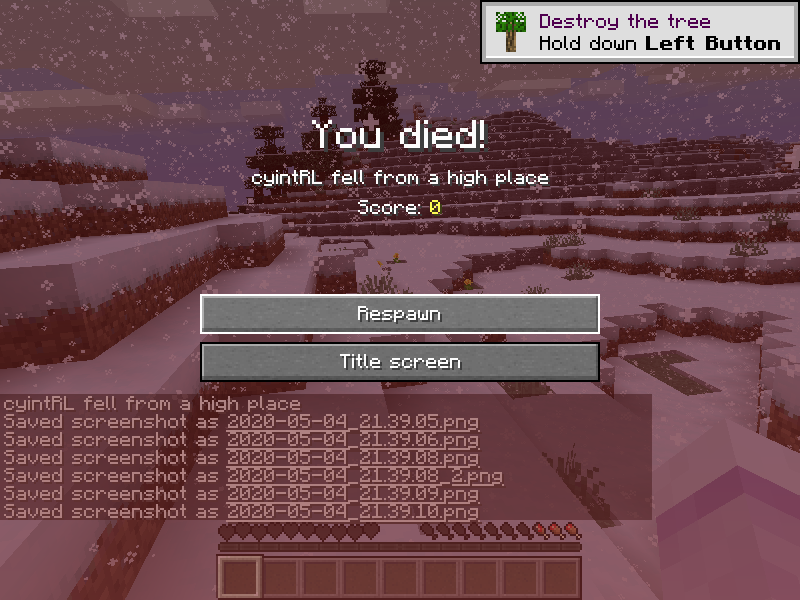 Destroy the tree
Hold down Left Button
You died!
cyintRL fell from a high place
Score: 0
Respawn
Title screen
cyintRL fell from a high place
Saved screenshot as 2020-05-04_21.39.05.png
Saved screenshot as 2020-05-04_21.39.06.png
Saved screenshot as 2020-05-04_21.39.08.png
Saved screenshot as 2020-05-04_21.39.08_2.png
Saved screenshot as 2020-05-04_21.39.09.png
Saved screenshot as 2020-05-04_21.39.10.png